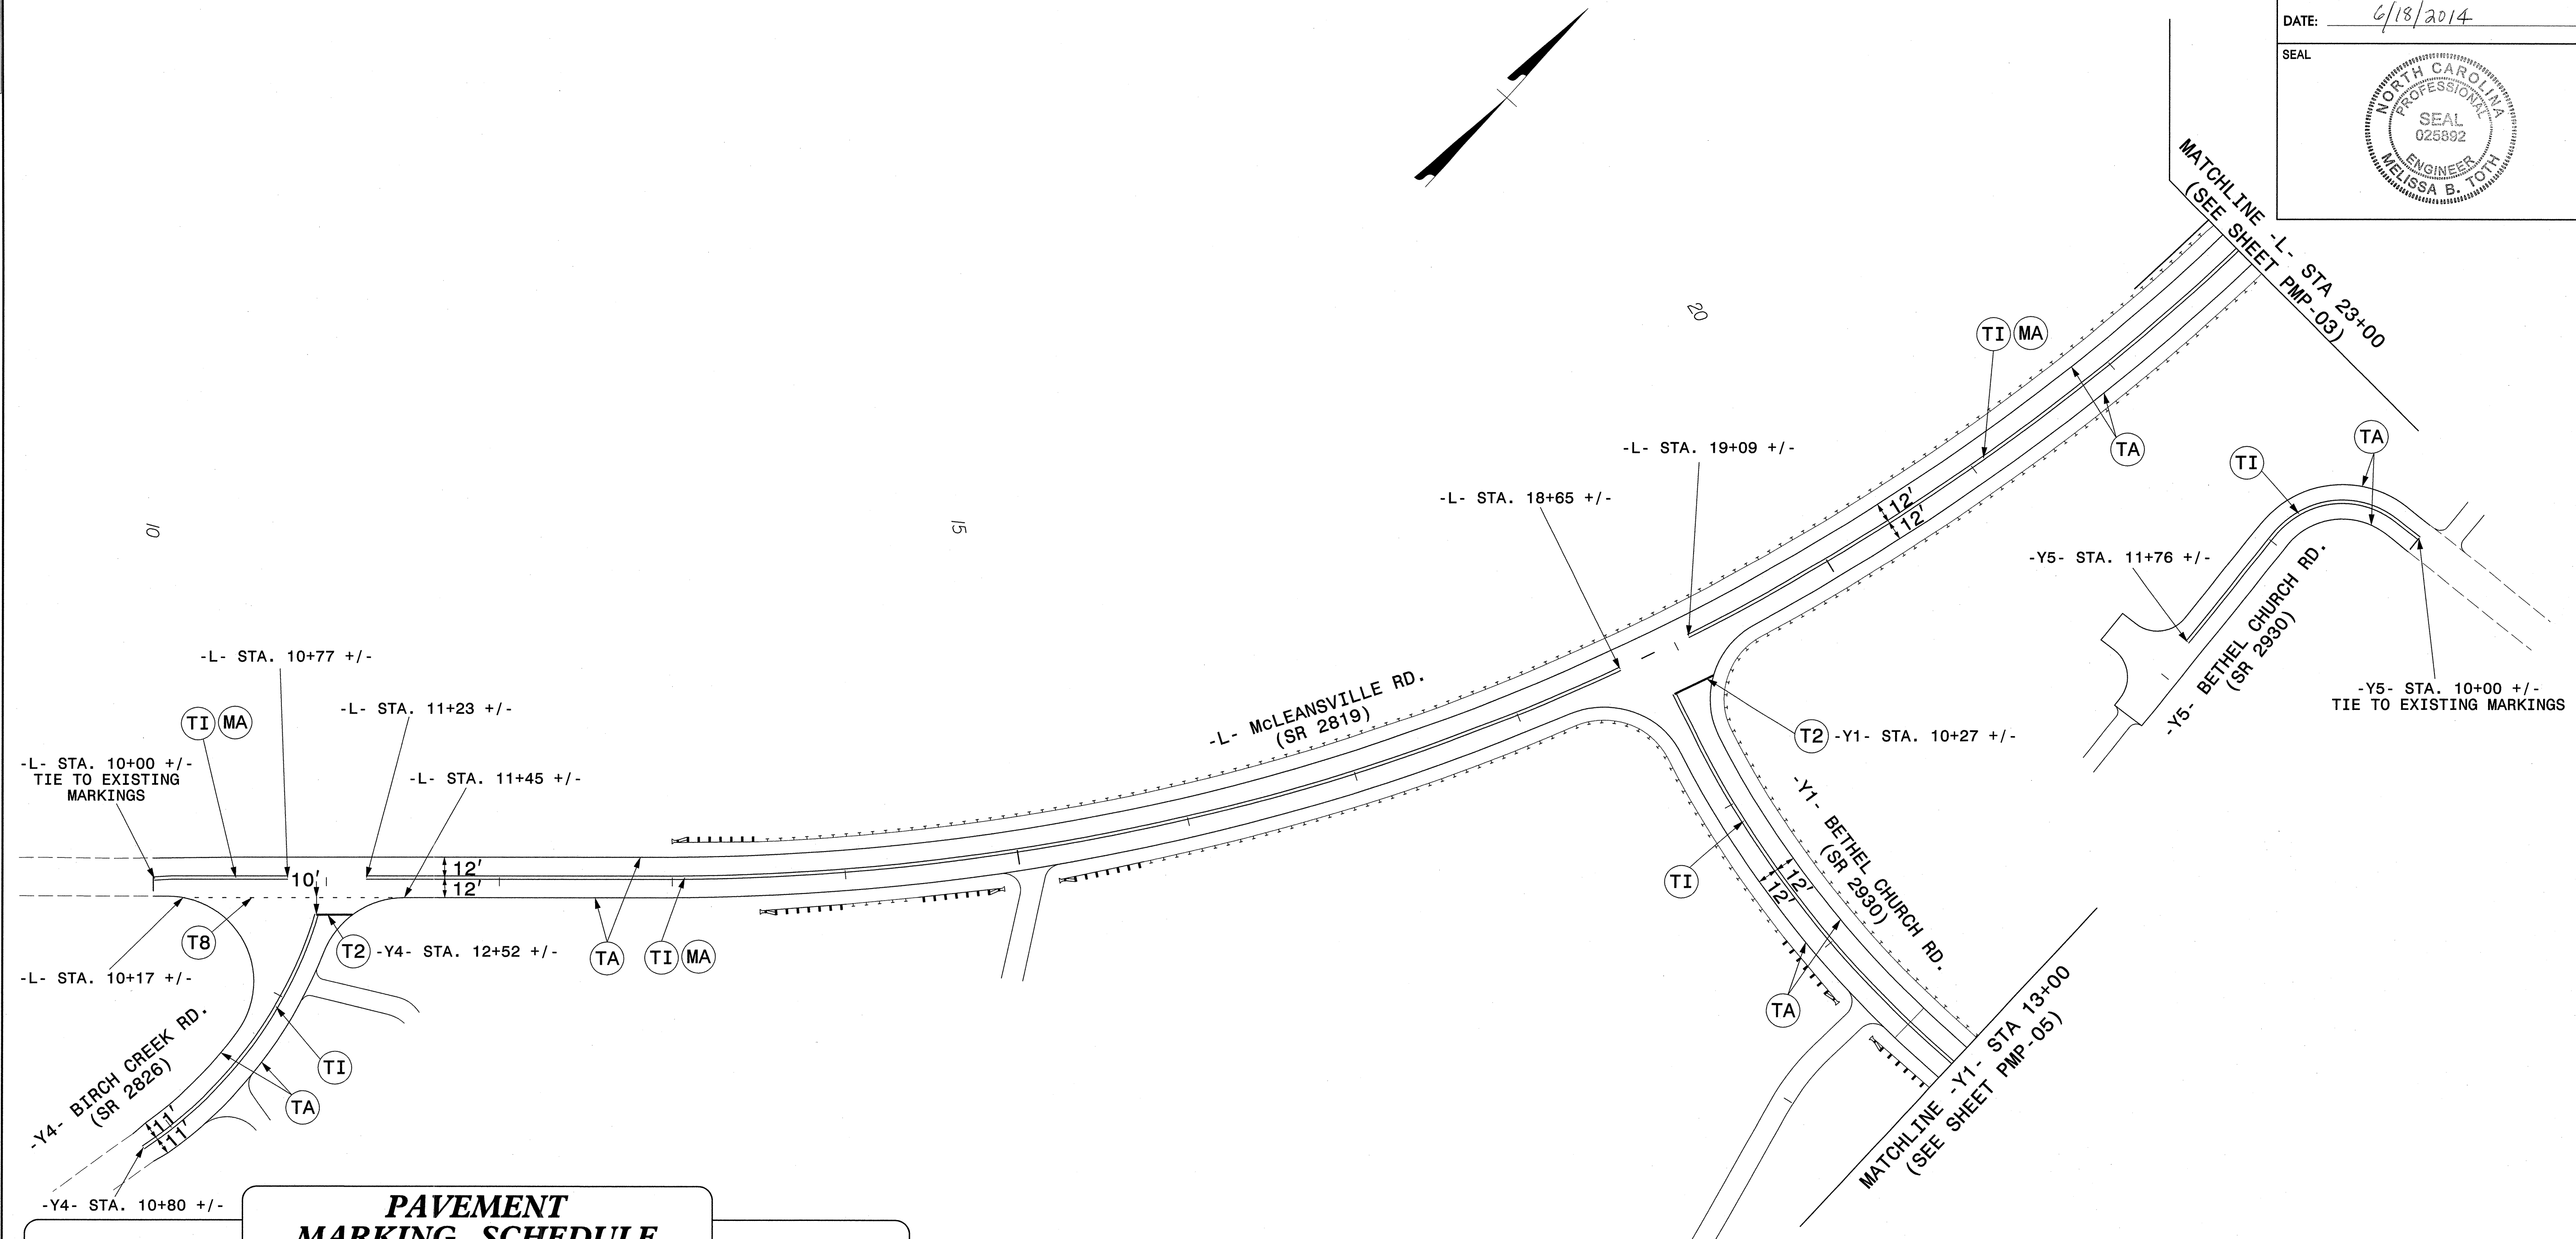 DATE: 6/18/2014
SEAL
NORTH CAROLINA
PROFESSIONAL
SEAL
025892
ENGINEER
MELISSA B. TOTH
MATCHLINE -L- STA 23+00
(SEE SHEET PMP-03)
20
TI MA
-L- STA. 19+09 +/-
TA
TA
TI
-L- STA. 18+65 +/-
12'
12'
10
15
-Y5- STA. 11+76 +/-
-Y5- BETHEL CHURCH RD.
(SR 2930)
-Y5- STA. 10+00 +/-
TIE TO EXISTING MARKINGS
-L- STA. 10+77 +/-
-L- McLEANSVILLE RD.
(SR 2819)
TI MA
-L- STA. 11+23 +/-
T2 -Y1- STA. 10+27 +/-
-L- STA. 10+00 +/-
TIE TO EXISTING
MARKINGS
-L- STA. 11+45 +/-
-Y1- BETHEL CHURCH RD.
(SR 2930)
12'
12'
10'
TI
12'
12'
T8
T2 -Y4- STA. 12+52 +/-
TA
TI MA
-L- STA. 10+17 +/-
TA
-Y4- BIRCH CREEK RD.
(SR 2826)
TI
TA
11'
11'
MATCHLINE -Y1- STA 13+00
(SEE SHEET PMP-05)
-Y4- STA. 10+80 +/-
PAVEMENT
MARKING SCHEDULE